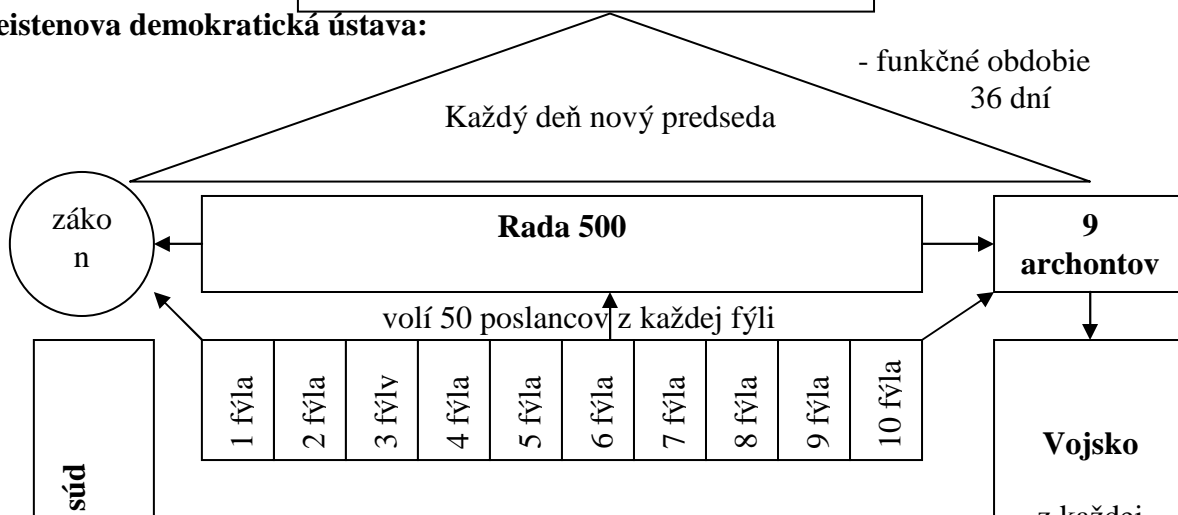 eistenova demokratická ústava:
- funkčné obdobie
36 dní
Každý deň nový predseda
záko
n
Rada 500
9
archontov
volí 50 poslancov z každej fýli
1 fýla
2 fýla
3 fýly
4 fýla
5 fýla
6 fýla
7 fýla
8 fýla
9 fýla
10 fýla
súd
Vojsko
z každej